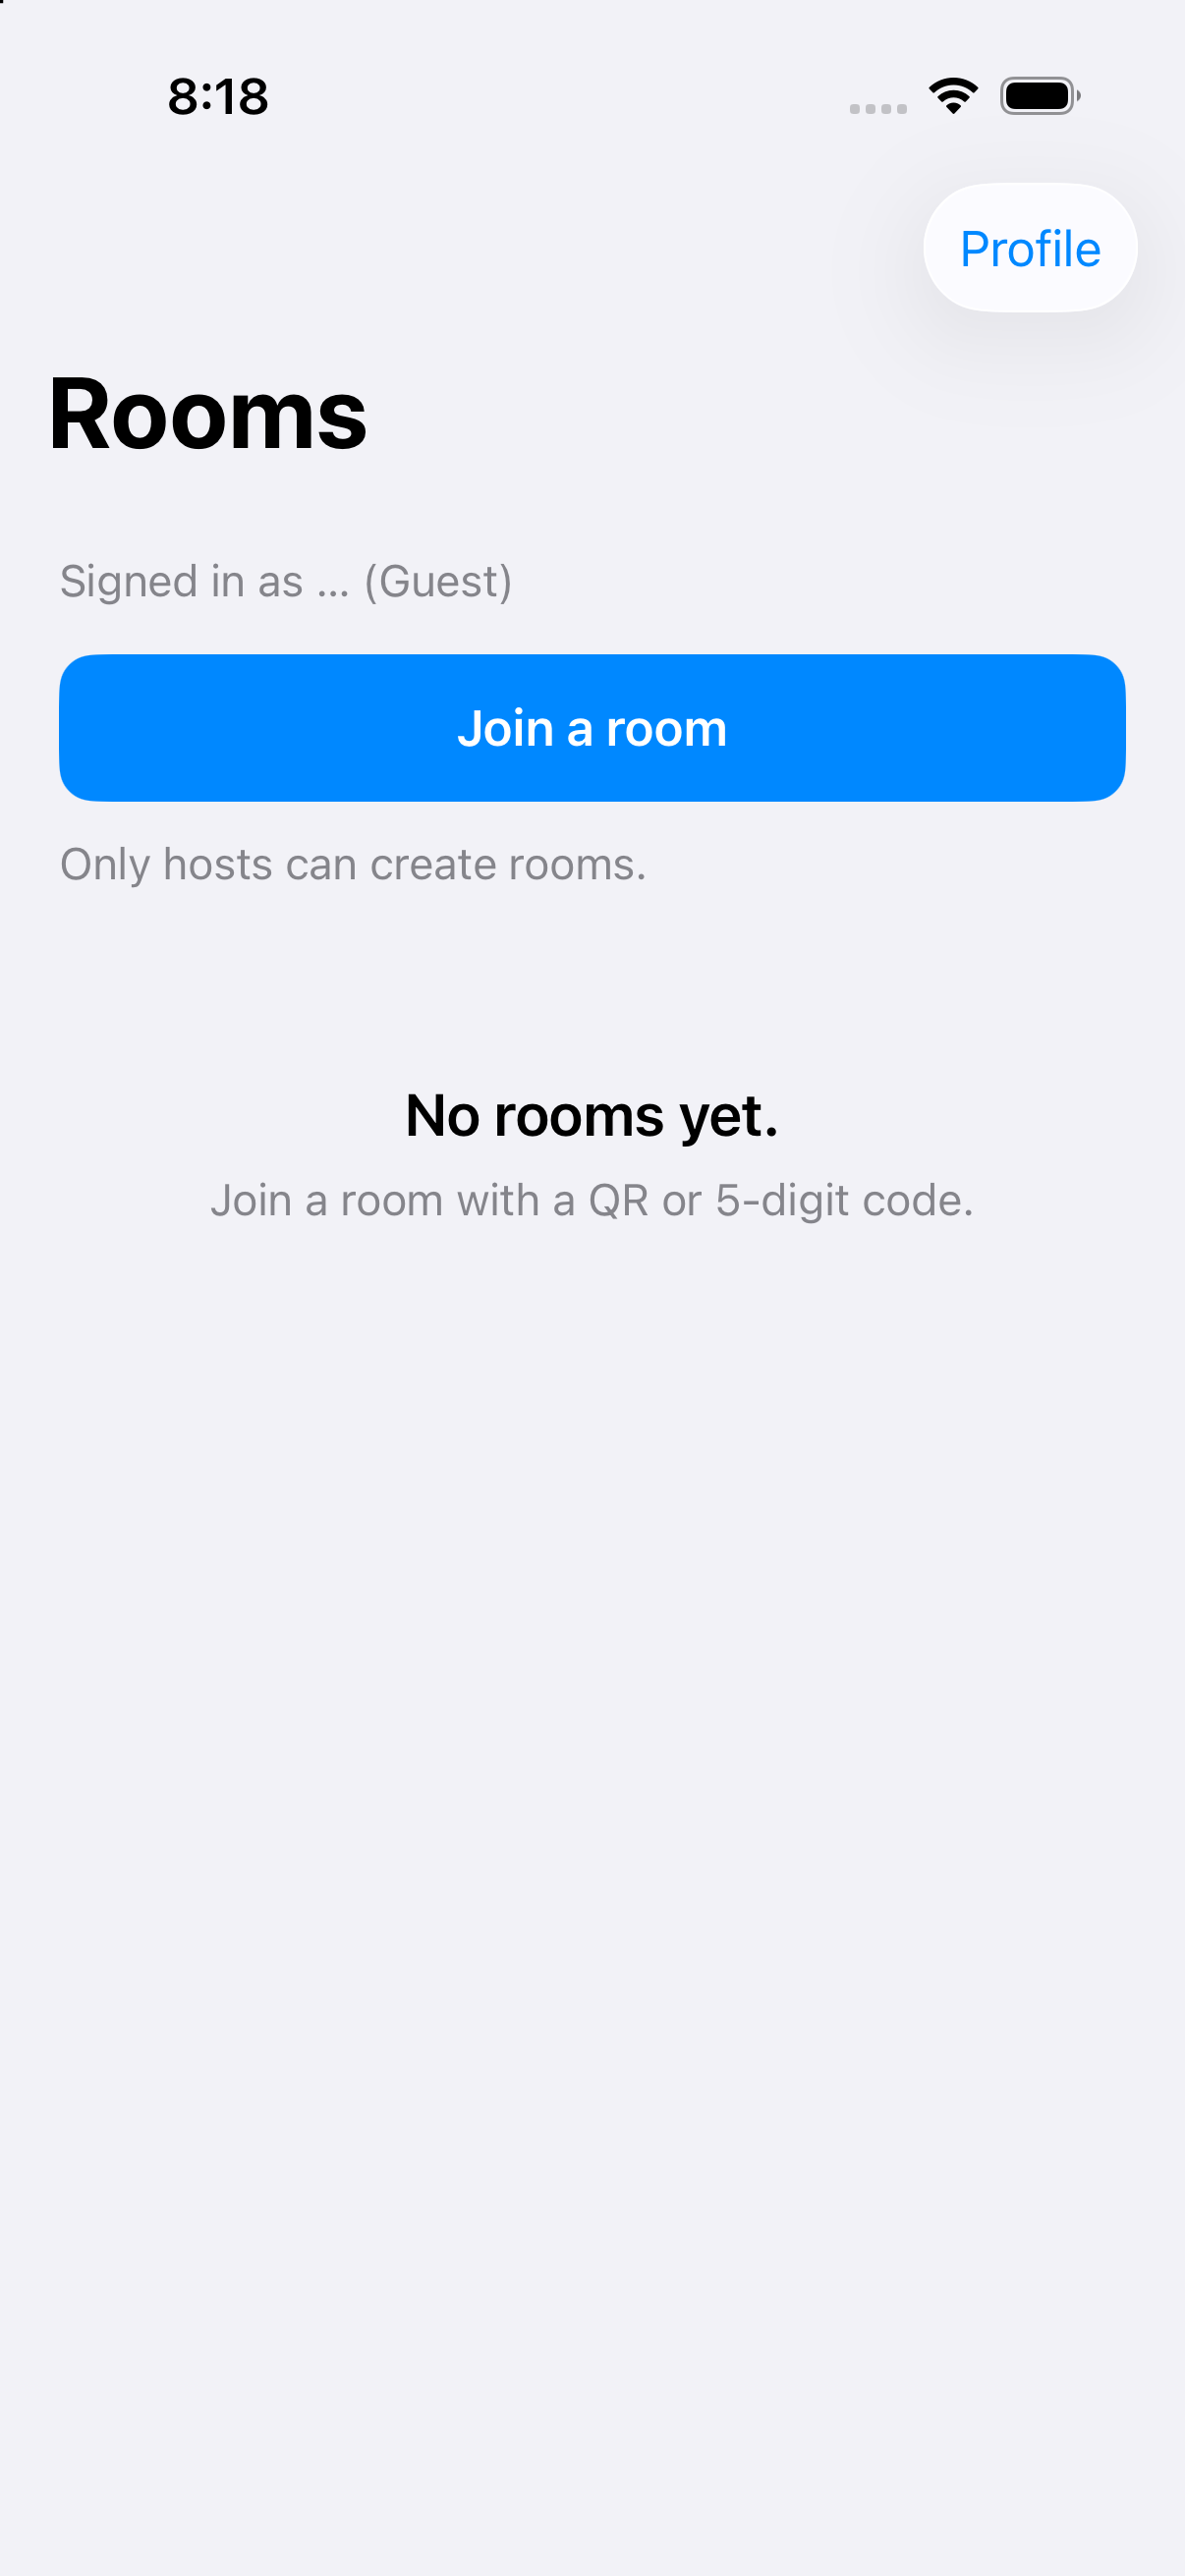 8:18
Profile
Rooms
Signed in as ... (Guest)
Join a room
Only hosts can create rooms.
No rooms yet.
Join a room with a QR or 5-digit code.